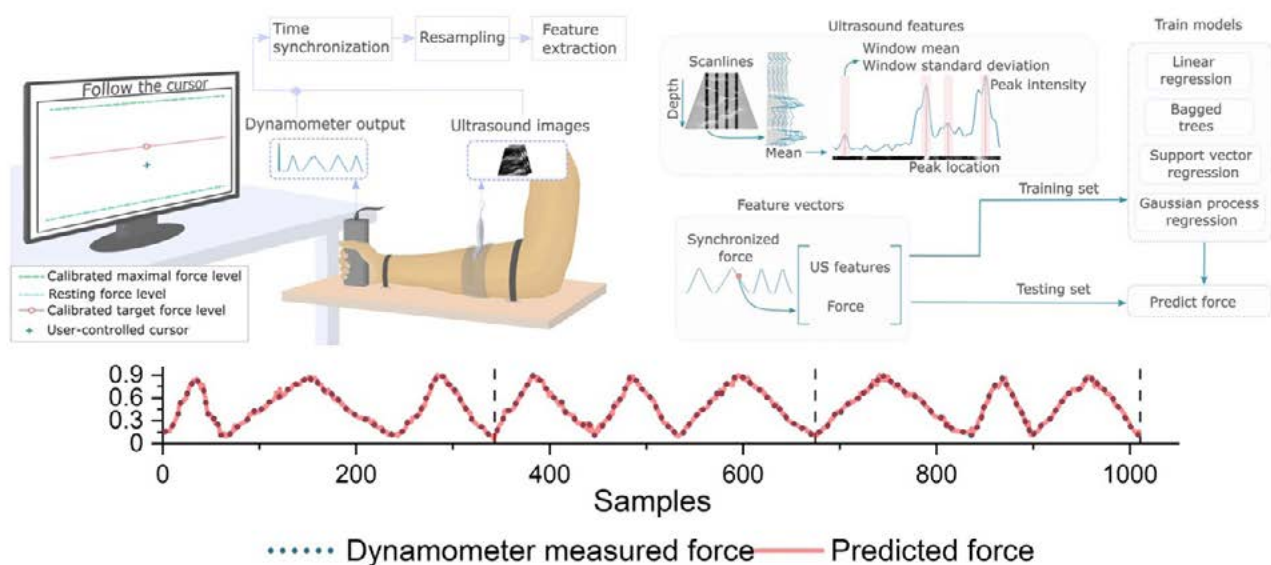 Time
synchronization
Resampling
Feature
extraction
Follow the cursor
Dynamometer output
Ultrasound images
Calibrated maximal force level
Resting force level
Calibrated target force level
User-controlled cursor
Ultrasound features
Scanlines
Depth
Mean
Window mean
Window standard deviation
Peak intensity
Peak location
Feature vectors
Synchronized
force
US features
Force
Training set
Testing set
Train models
Linear
regression
Bagged
trees
Support vector
regression
Gaussian process
regression
Predict force
0.9
0.6
0.3
0
0 200 400 600 800 1000
Samples
Dynamometer measured force Predicted force